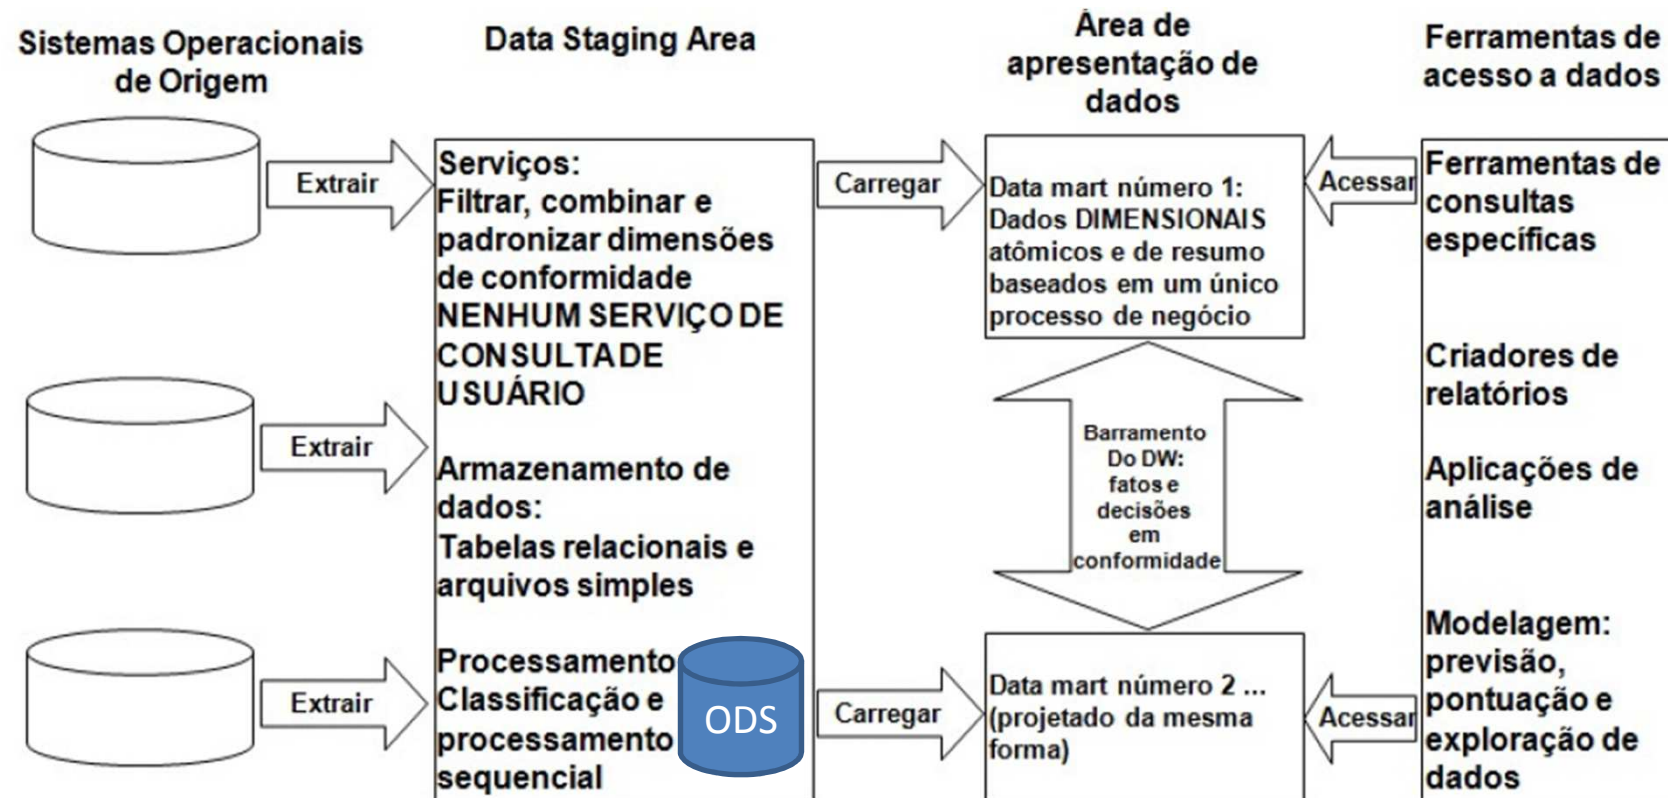 Sistemas Operacionais
de Origem
Data Staging Area
Área de
apresentação de
dados
Ferramentas de
acesso a dados
Extrair
Extrair
Extrair
Serviços:
Filtrar, combinar e
padronizar dimensões
de conformidade
NENHUM SERVIÇO DE
CONSULTA DE
USUÁRIO
Armazenamento de
dados:
Tabelas relacionais e
arquivos simples
Processamento
Classificação e
processamento
sequencial
ODS
Carregar
Carregar
Data mart número 1:
Dados DIMENSIONAIS
atômicos e de resumo
baseados em um único
processo de negócio
Barramento
Do DW:
fatos e
decisões
em
conformidade
Data mart número 2 ...
(projetado da mesma
forma)
Acessar
Acessar
Ferramentas de
consultas
específicas
Criadores de
relatórios
Aplicações de
análise
Modelagem:
previsão,
pontuação e
exploração de
dados